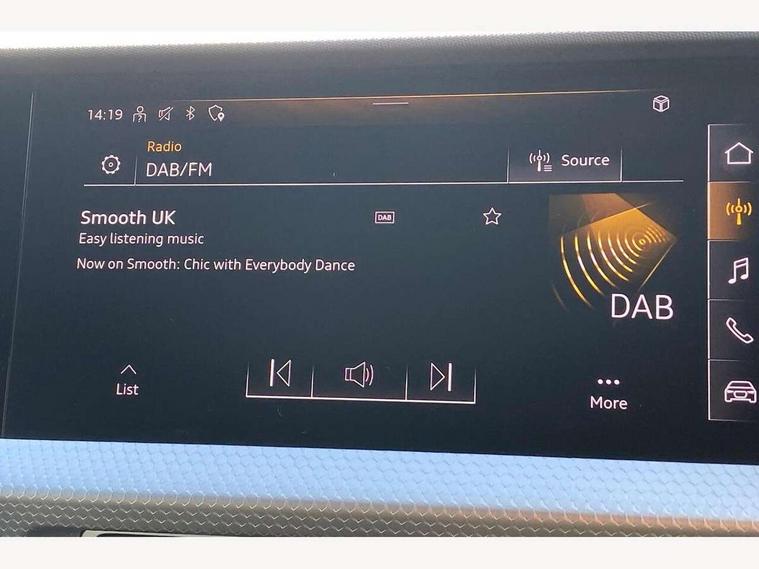 14:19
Radio
DAB/FM
Source
Smooth UK
DAB
Easy listening music
Now on Smooth: Chic with Everybody Dance
DAB
List
More